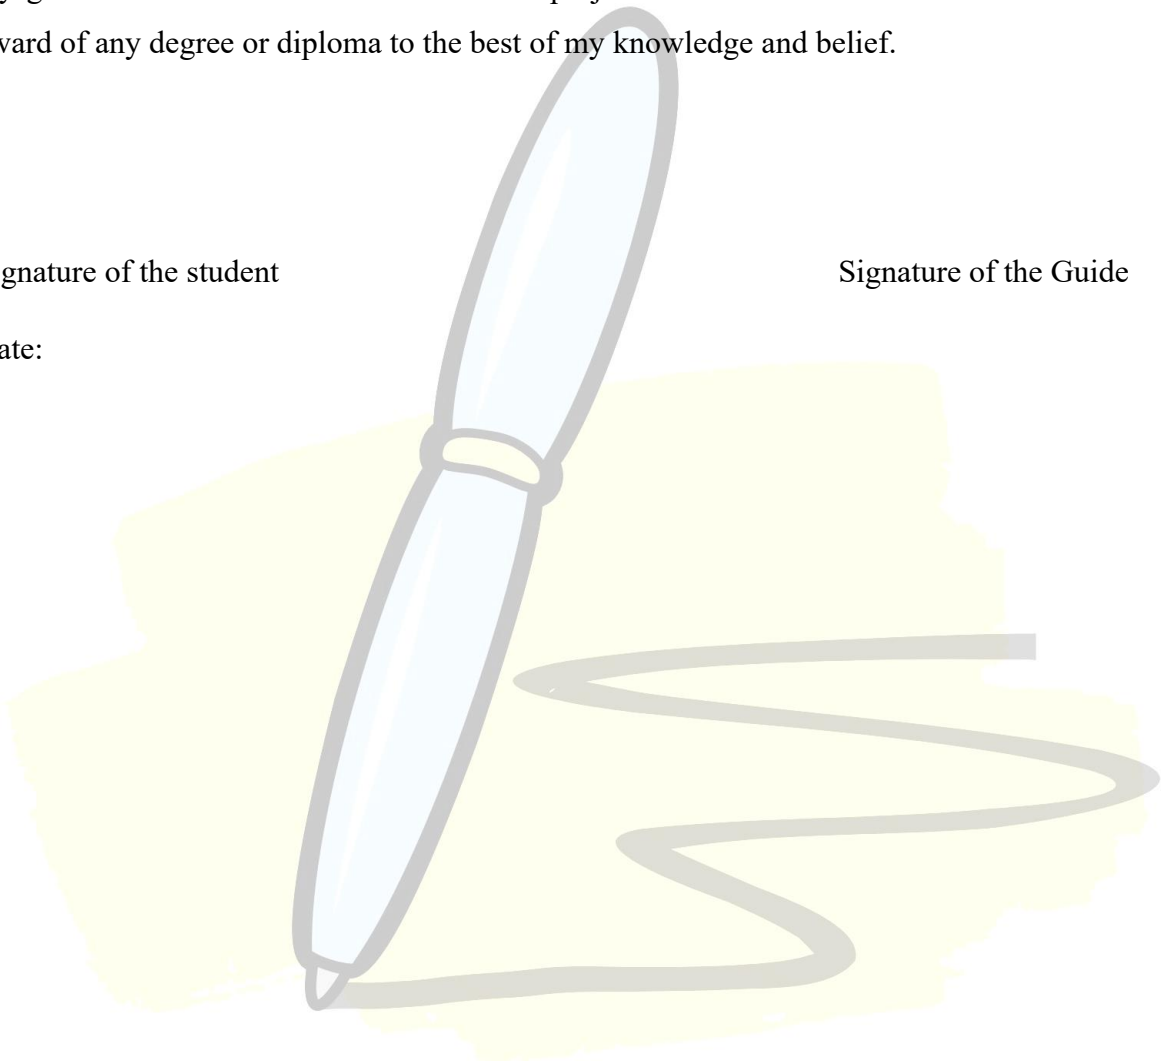 ward of any degree or diploma to the best of my knowledge and belief.
gnature of the student Signature of the Guide
ate: